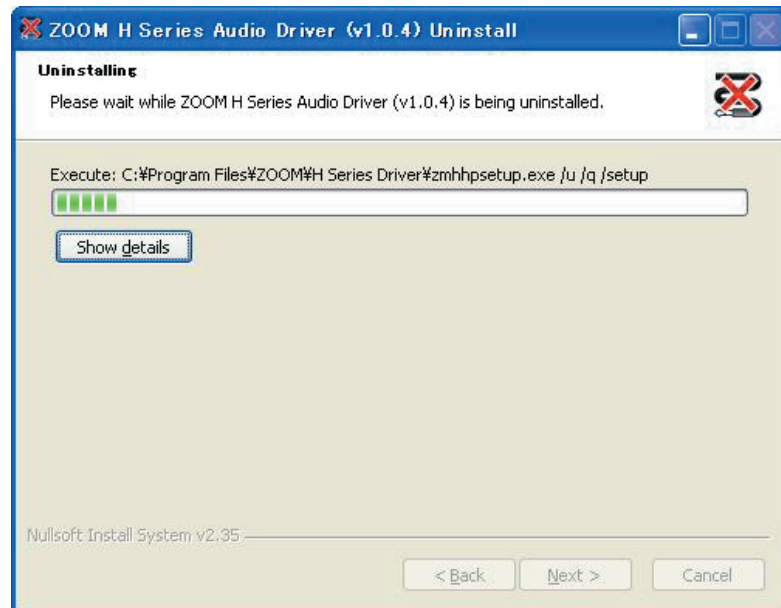 ZOOM H Series Audio Driver (v1.0.4) Uninstall
Uninstalling
Please wait while ZOOM H Series Audio Driver (v1.0.4) is being uninstalled.
Execute: C:¥Program Files¥ZOOM¥H Series Driver¥zmhhpsetup.exe /u /q /setup
Show details
Nullsoft Install System v2.35
< Back Next > Cancel